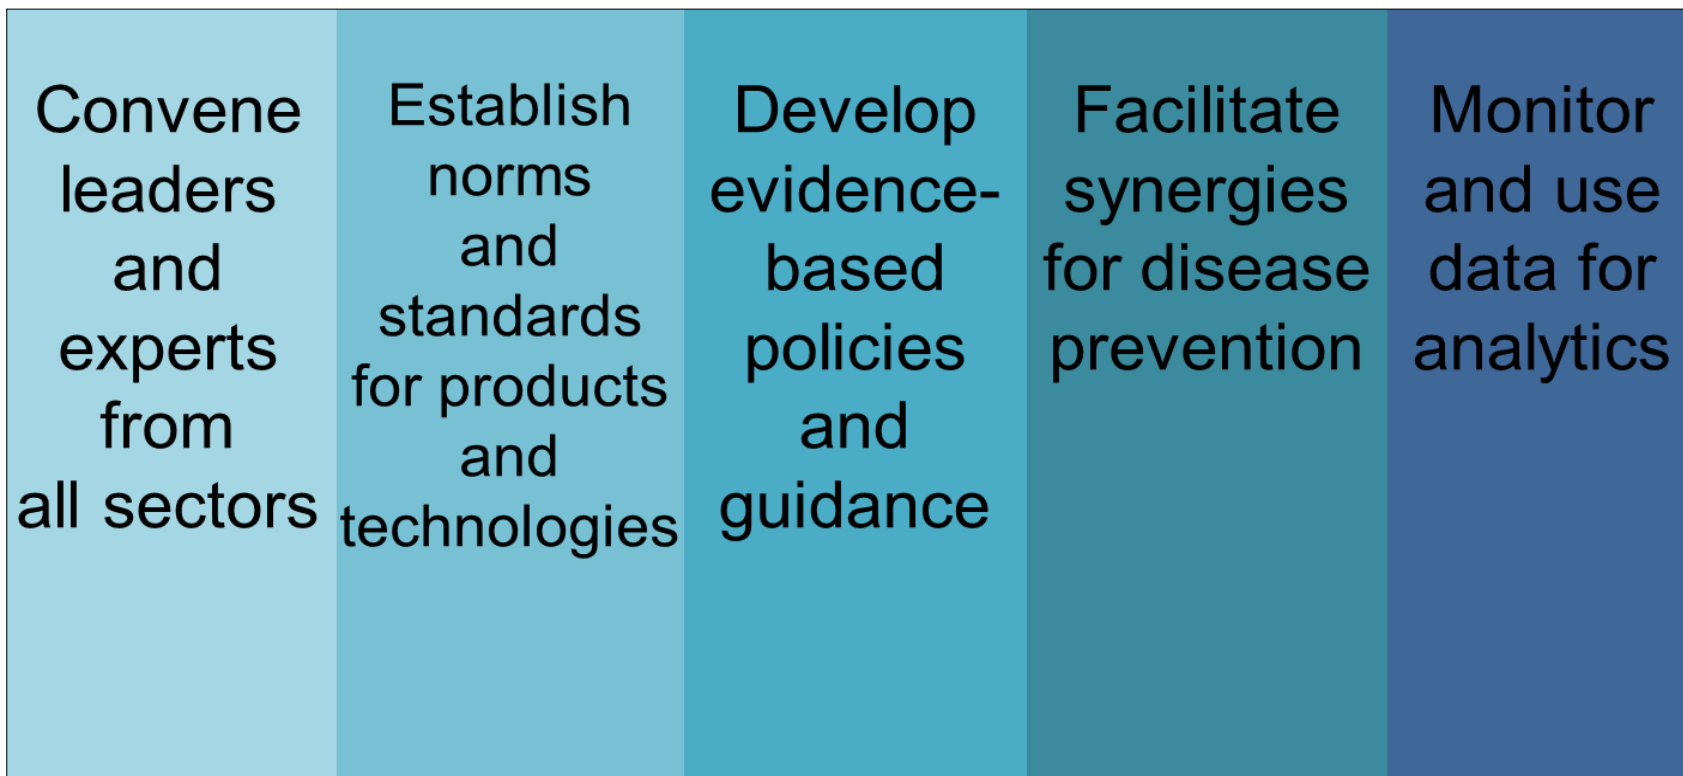 Convene
leaders
and
experts
from
all sectors
Establish
norms
and
standards
for products
and
technologies
Develop
evidence-
based
policies
and
guidance
Facilitate
synergies
for disease
prevention
Monitor
and use
data for
analytics